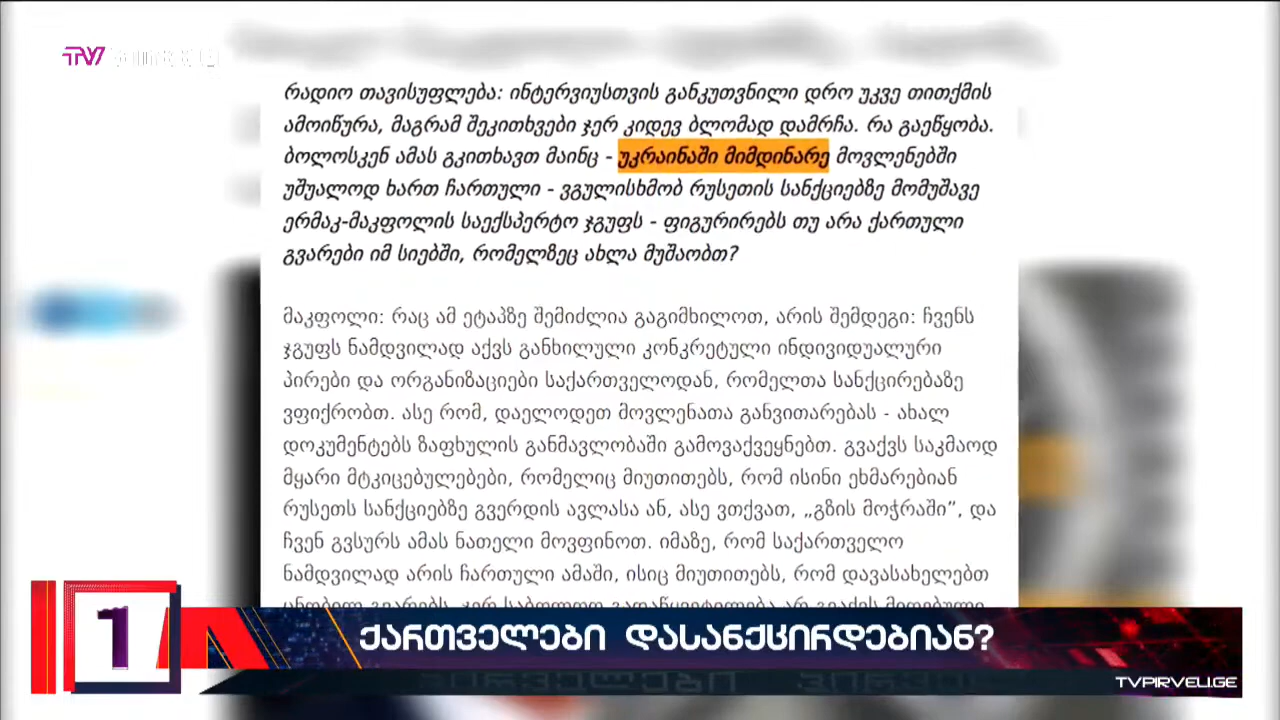 TV
რადიო თავისუფლება: ინტერვიუსთვის განკუთვნილი დრო უკვე თითქმის
ამოიწურა, მაგრამ შეკითხვები ჯერ კიდევ ბლომად დამრჩა. რა გაეწყობა.
ბოლოსკენ ამას გკითხავთ მაინც - უკრაინაში მიმდინარე მოვლენებში
უშუალოდ ხართ ჩართული - ვგულისხმობ რუსეთის სანქციებზე მომუშავე
ერმაკ-მაკფოლის საექსპერტო ჯგუფს - ფიგურირებს თუ არა ქართული
გვარები იმ სიებში, რომელზეც ახლა მუშაობთ?
მაკფოლი: რაც ამ ეტაპზე შემიძლია გაგიმხილოთ, არის შემდეგი: ჩვენს
ჯგუფს ნამდვილად აქვს განხილული კონკრეტული ინდივიდუალური
პირები და ორგანიზაციები საქართველოდან, რომელთა სანქცირებაზე
ვფიქრობთ. ასე რომ, დაელოდეთ მოვლენათა განვითარებას - ახალ
დოკუმენტებს ზაფხულის განმავლობაში გამოვაქვეყნებთ. გვაქვს საკმაოდ
მყარი მტკიცებულებები, რომელიც მიუთითებს, რომ ისინი ეხმარებიან
რუსეთს სანქციებზე გვერდის ავლასა ან, ასე ვთქვათ, „გზის მოჭრაში”, და
ჩვენ გვსურს ამას ნათელი მოვფინოთ. იმაზე, რომ საქართველო
ნამდვილად არის ჩართული ამაში, ისიც მიუთითებს, რომ დავასახელებთ
1
ქართველები დასანქცირდებიან?
TVPIRVELI.GE